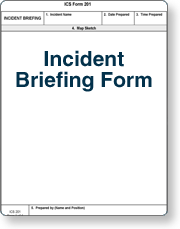 ICS Form 201
INCIDENT BRIEFING
1. Incident Name
2. Date Prepared
3. Time Prepared
4. Map Sketch
Incident
Briefing Form
ICS 201
5. Prepared by (Name and Position)